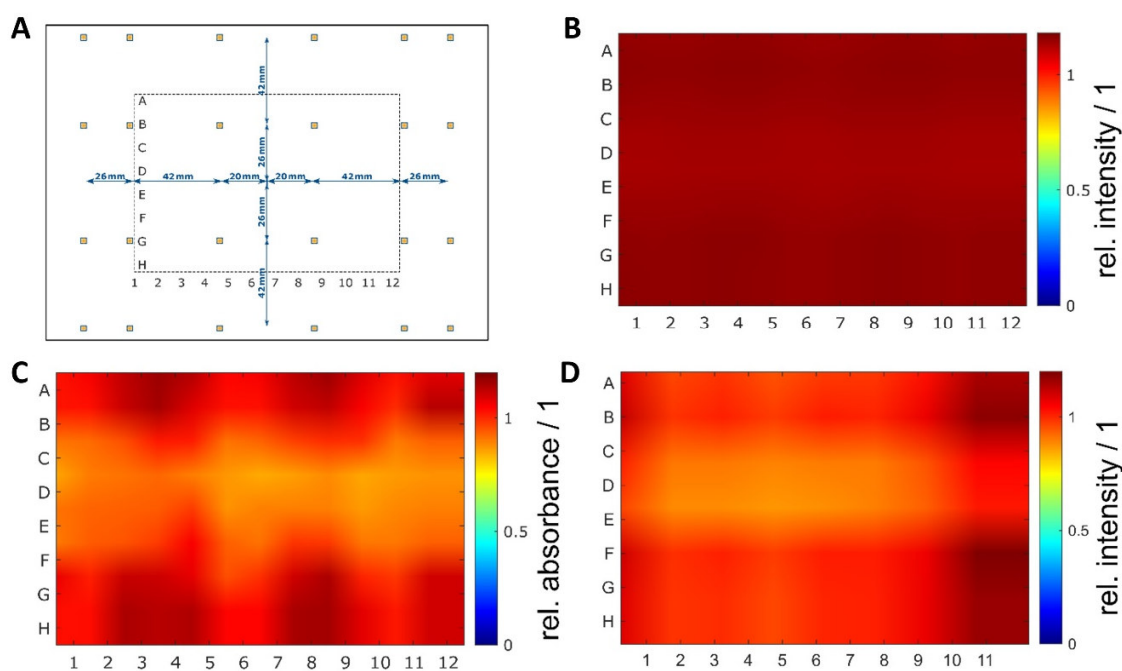 A
42mm
A
B
C
D
E
F
G
H
26mm
26mm
42mm
20mm
20mm
42mm
26mm
26mm
42mm
1 2 3 4 5 6 7 8 9 10 11 12
B
A
B
C
D
E
F
G
H
1 2 3 4 5 6 7 8 9 10 11 12
1
0.5
0
rel. intensity / 1
C
A
B
C
D
E
F
G
H
1 2 3 4 5 6 7 8 9 10 11 12
1
0.5
0
rel. absorbance / 1
D
A
B
C
D
E
F
G
H
1 2 3 4 5 6 7 8 9 10 11
1
0.5
0
rel. intensity / 1